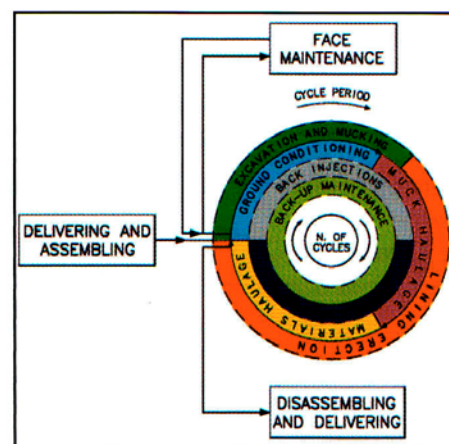 FACE
MAINTENANCE
CYCLE PERIOD
EXCAVATION AND MUCKING
GROUND CONDITIONING
BACK INJECTIONS
BACK-UP MAINTENANCE
MUCK HAULAGE
DELIVERING AND
ASSEMBLING
N. OF
CYCLES
MATERIALS HAULAGE
LINING ERECTION
DISASSEMBLING
AND DELIVERING